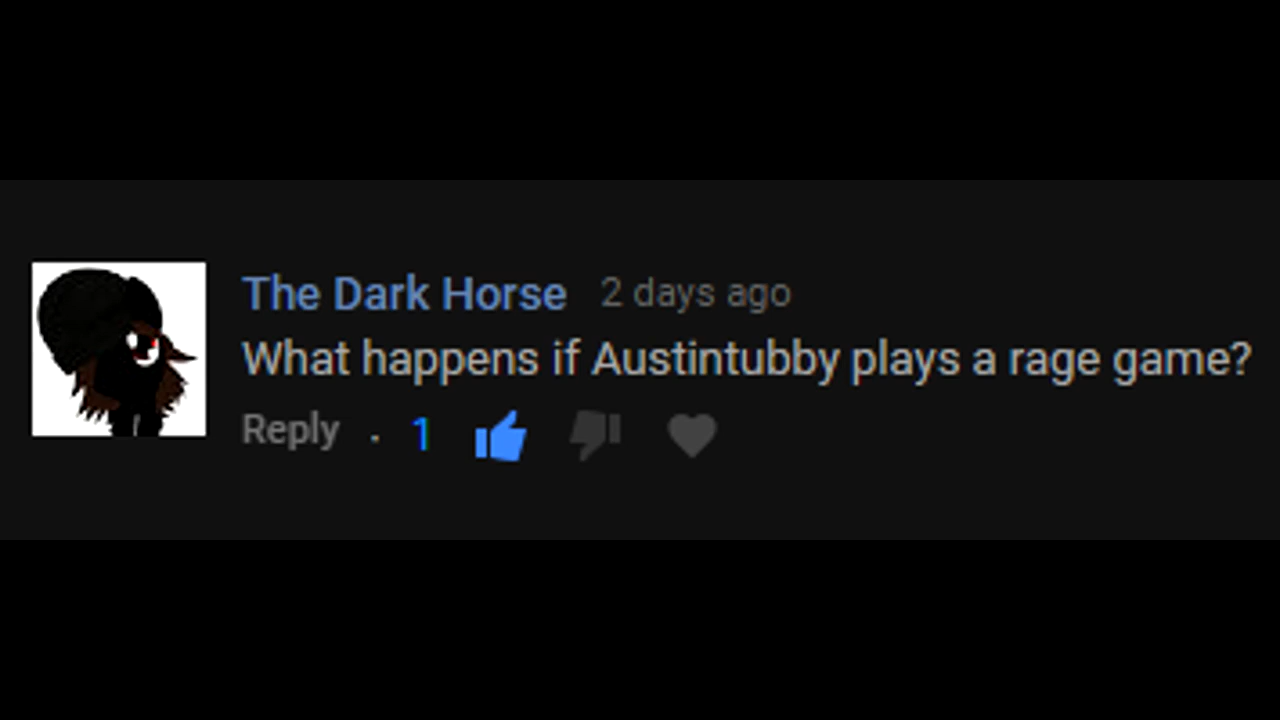 The Dark Horse 2 days ago
What happens if Austintubby plays a rage game?
Reply · 1